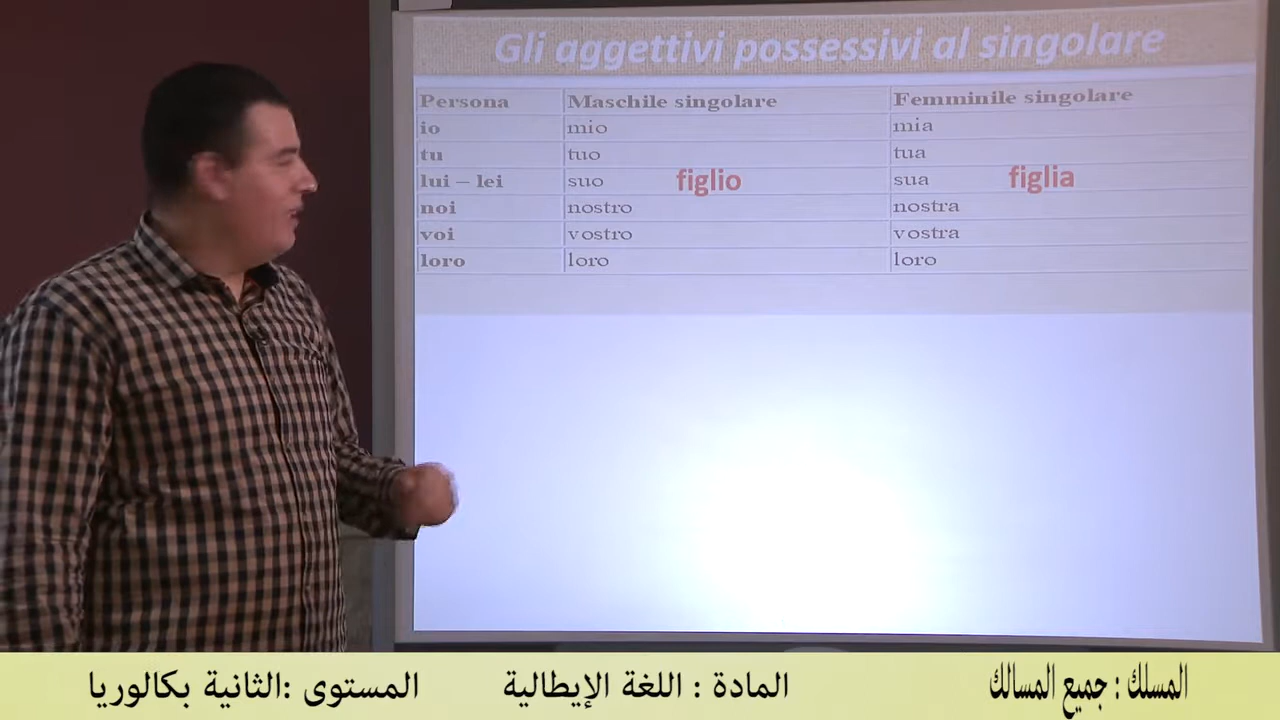 Gli aggettivi possessivi al singolare
Persona Maschile singolare Femminile singolare
io mio mia
tu tuo tua
lui – lei suo figlio sua figlia
noi nostro nostra
voi vostro vostra
loro loro loro
المسلك : جميع المسالك المادة : اللغة الإيطالية المستوى :الثانية بكالوريا